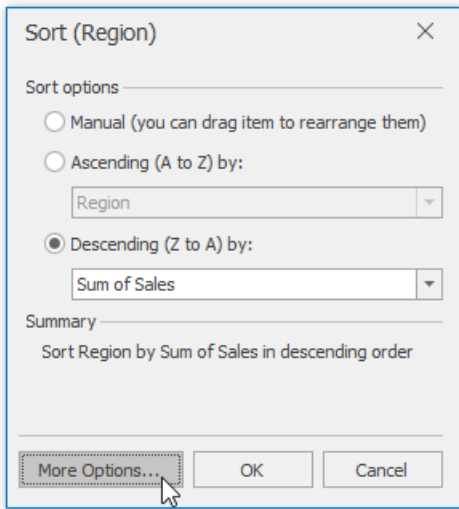 Sort (Region)
Sort options
Manual (you can drag item to rearrange them)
Ascending (A to Z) by:
Region
Descending (Z to A) by:
Sum of Sales
Summary
Sort Region by Sum of Sales in descending order
More Options... OK Cancel